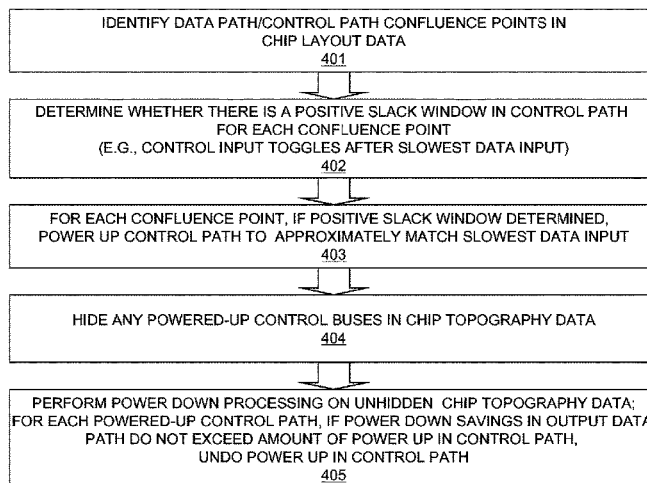 IDENTIFY DATA PATH/CONTROL PATH CONFLUENCE POINTS IN
CHIP LAYOUT DATA
401
DETERMINE WHETHER THERE IS A POSITIVE SLACK WINDOW IN CONTROL PATH
FOR EACH CONFLUENCE POINT
(E.G., CONTROL INPUT TOGGLES AFTER SLOWEST DATA INPUT)
402
FOR EACH CONFLUENCE POINT, IF POSITIVE SLACK WINDOW DETERMINED,
POWER UP CONTROL PATH TO APPROXIMATELY MATCH SLOWEST DATA INPUT
403
HIDE ANY POWERED-UP CONTROL BUSES IN CHIP TOPOGRAPHY DATA
404
PERFORM POWER DOWN PROCESSING ON UNHIDDEN CHIP TOPOGRAPHY DATA;
FOR EACH POWERED-UP CONTROL PATH, IF POWER DOWN SAVINGS IN OUTPUT DATA
PATH DO NOT EXCEED AMOUNT OF POWER UP IN CONTROL PATH,
UNDO POWER UP IN CONTROL PATH
405